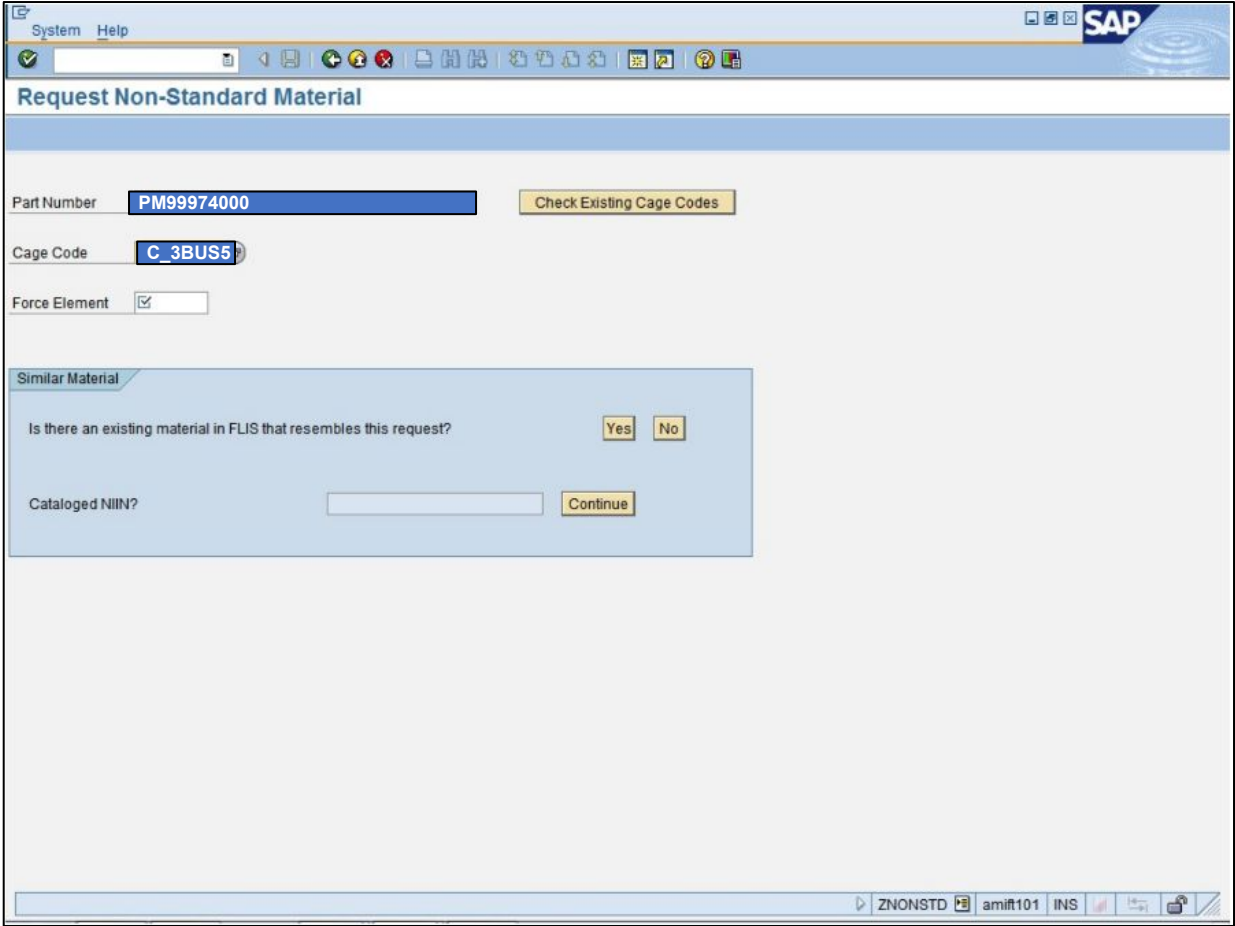 System Help
SAP
Request Non-Standard Material
Part Number PM99974000 Check Existing Cage Codes
Cage Code C_3BUS5
Force Element
Similar Material
Is there an existing material in FLIS that resembles this request? Yes No
Cataloged NIIN? Continue
ZNONSTD amift101 INS